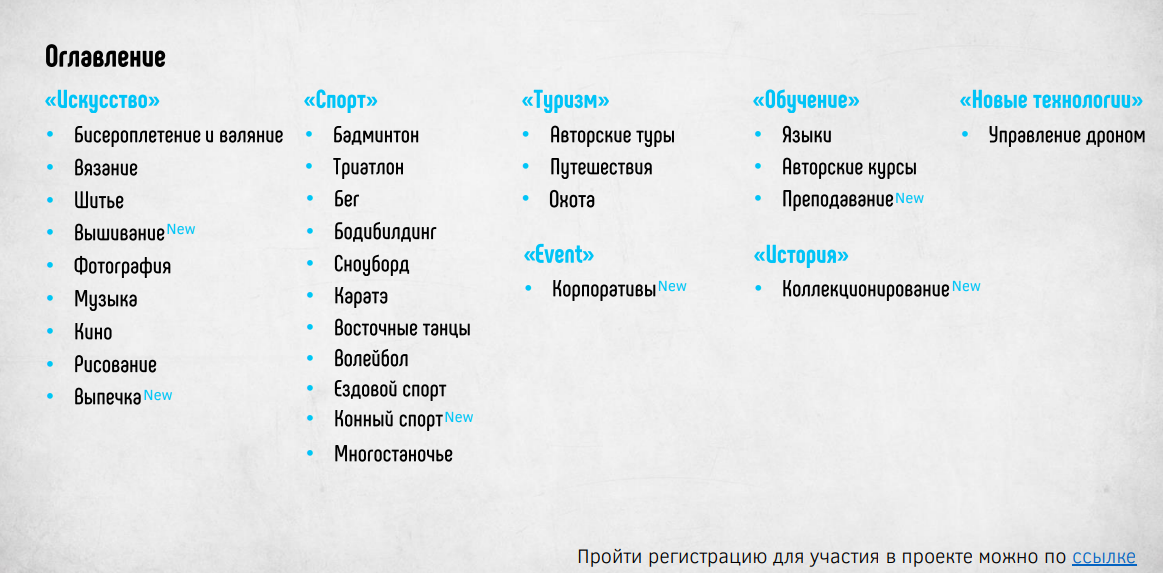 Оглавление
«Искусство»
Бисероплетение и валяние
Вязание
Шитье
Вышивание New
Фотография
Музыка
Кино
Рисование
Выпечка New
«Спорт»
Бадминтон
Триатлон
Бег
Бодибилдинг
Сноуборд
Каратэ
Восточные танцы
Волейбол
Ездовой спорт
Конный спорт New
Многостаночье
«Туризм»
Авторские туры
Путешествия
Охота
«Event»
Корпоративы New
«Обучение»
Языки
Авторские курсы
Преподавание New
«История»
Коллекционирование New
«Новые технологии»
Управление дроном
Пройти регистрацию для участия в проекте можно по ссылке